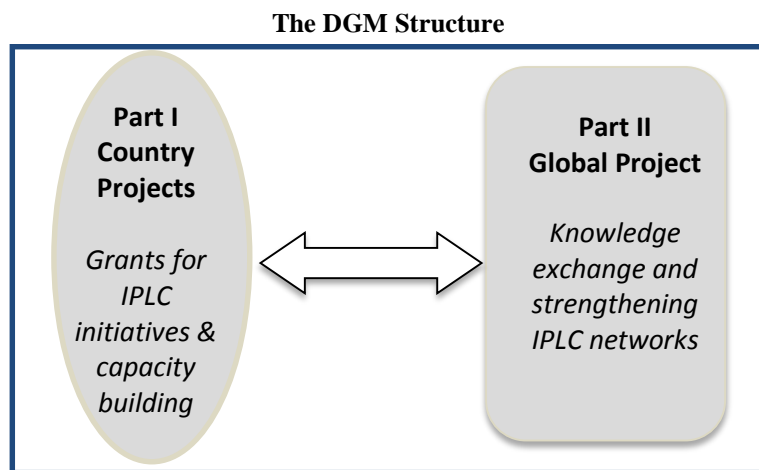 The DGM Structure
Part I
Country
Projects
Grants for
IPLC
initiatives &
capacity
building
Part II
Global Project
Knowledge
exchange and
strengthening
IPLC networks